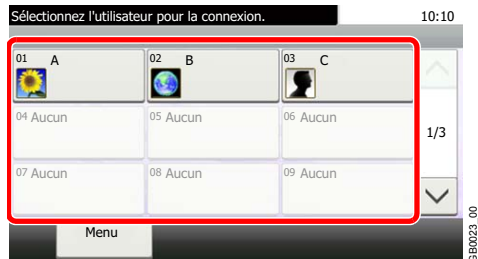 Sélectionnez l'utilisateur pour la connexion.
10:10
01 A
02 B
03 C
04 Aucun
05 Aucun
06 Aucun
1/3
07 Aucun
08 Aucun
09 Aucun
Menu
GB0023_00